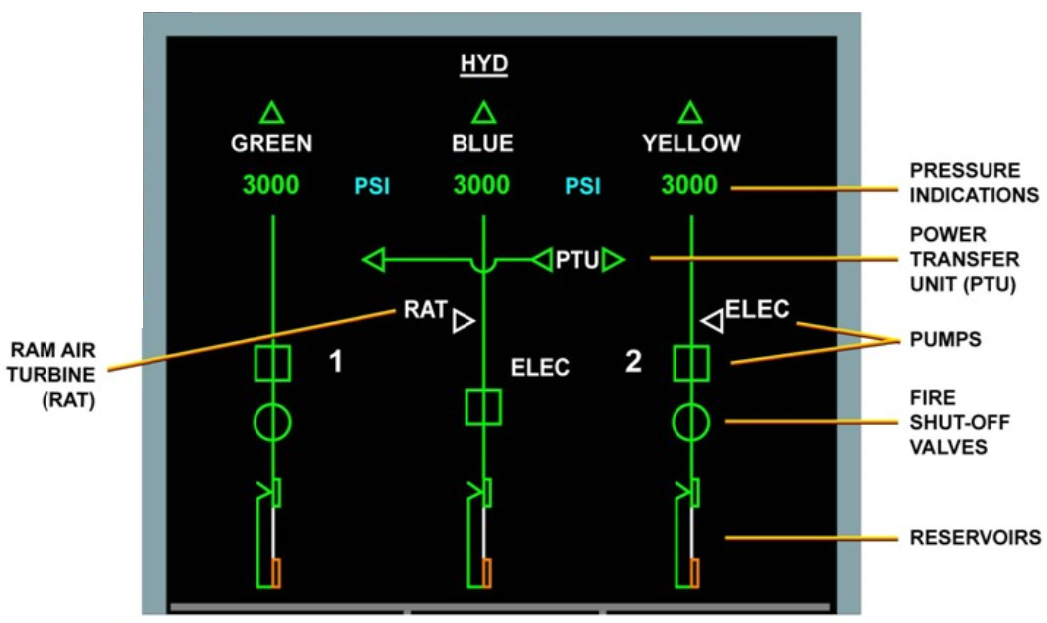 HYD
GREEN BLUE YELLOW
3000 PSI 3000 PSI 3000
PRESSURE
INDICATIONS
PTU
POWER
TRANSFER
UNIT (PTU)
RAT ELEC
RAM AIR
TURBINE
(RAT)
1 ELEC 2
PUMPS
FIRE
SHUT-OFF
VALVES
RESERVOIRS